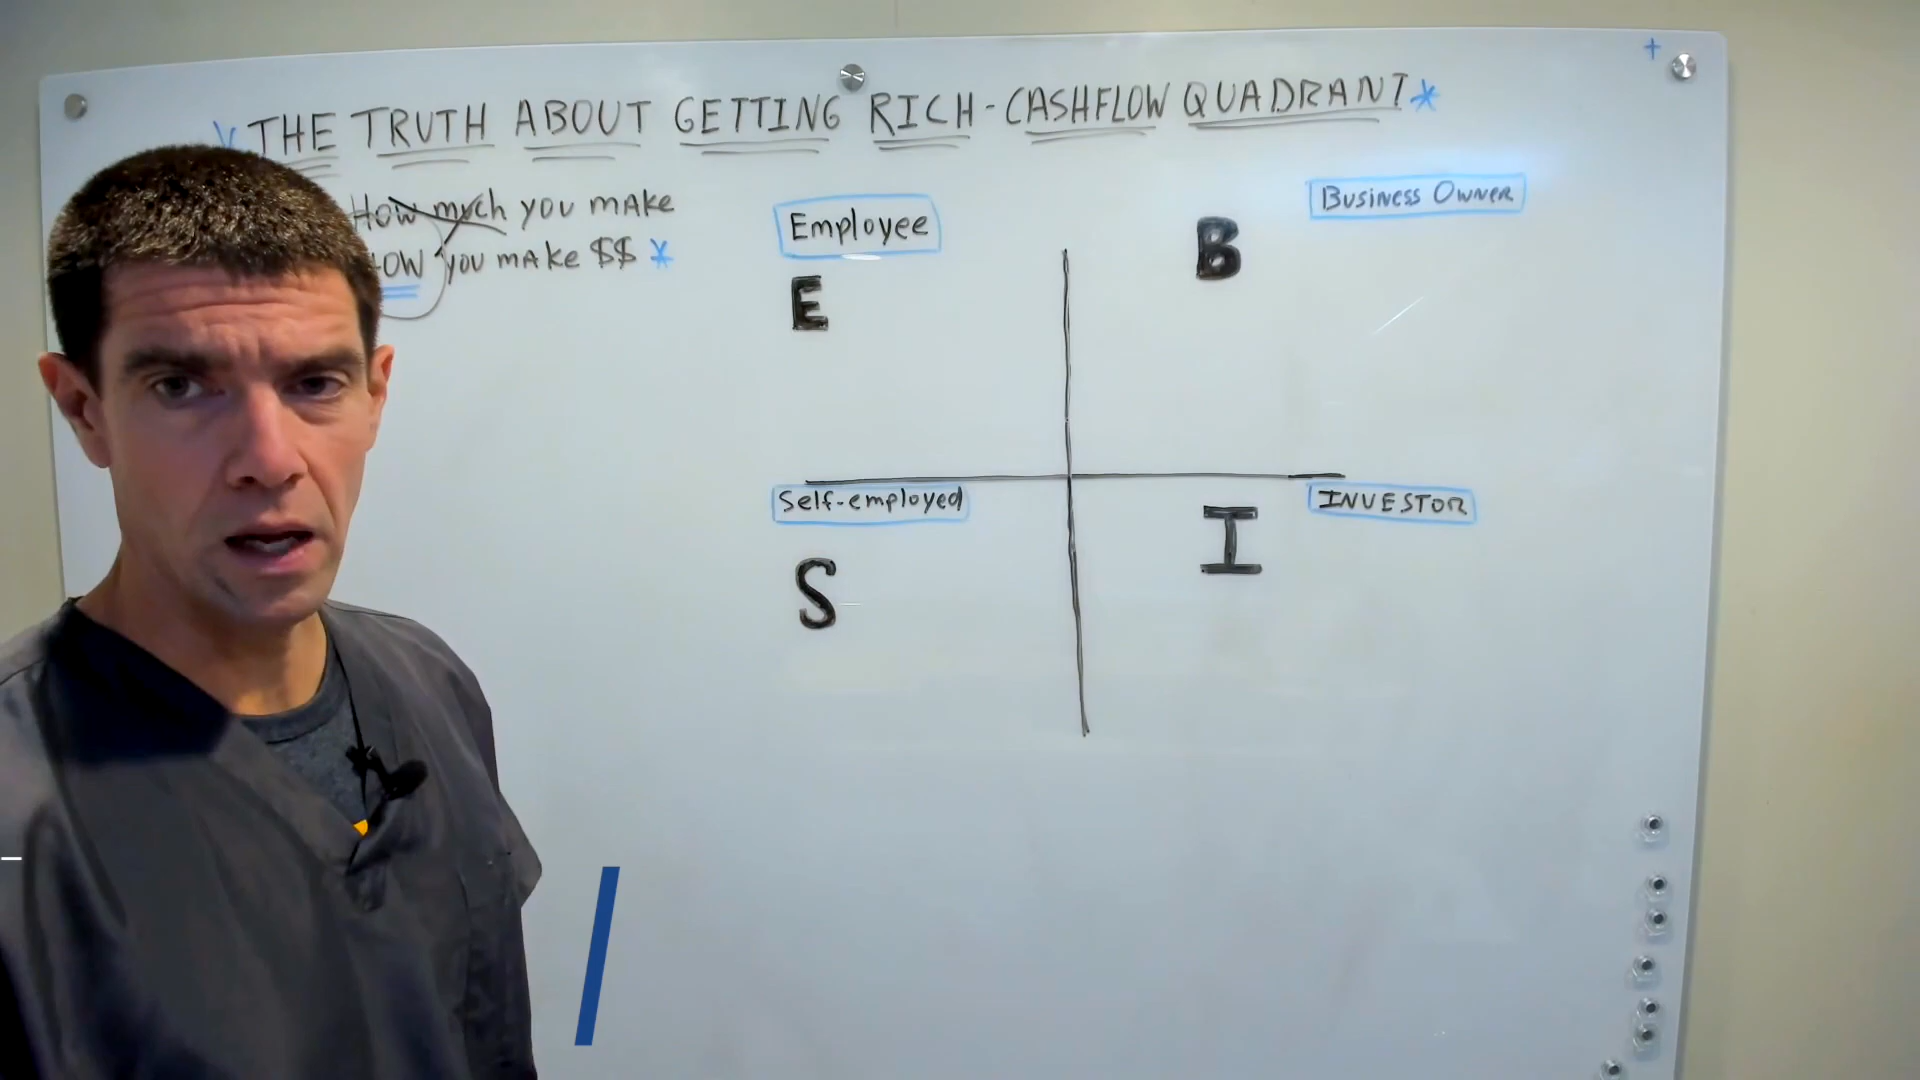 THE TRUTH ABOUT GETTING RICH - CASHFLOW QUADRANT *
How much you make
HOW you make $$ *
Employee
E
Business Owner
B
Self-employed
S
INVESTOR
I